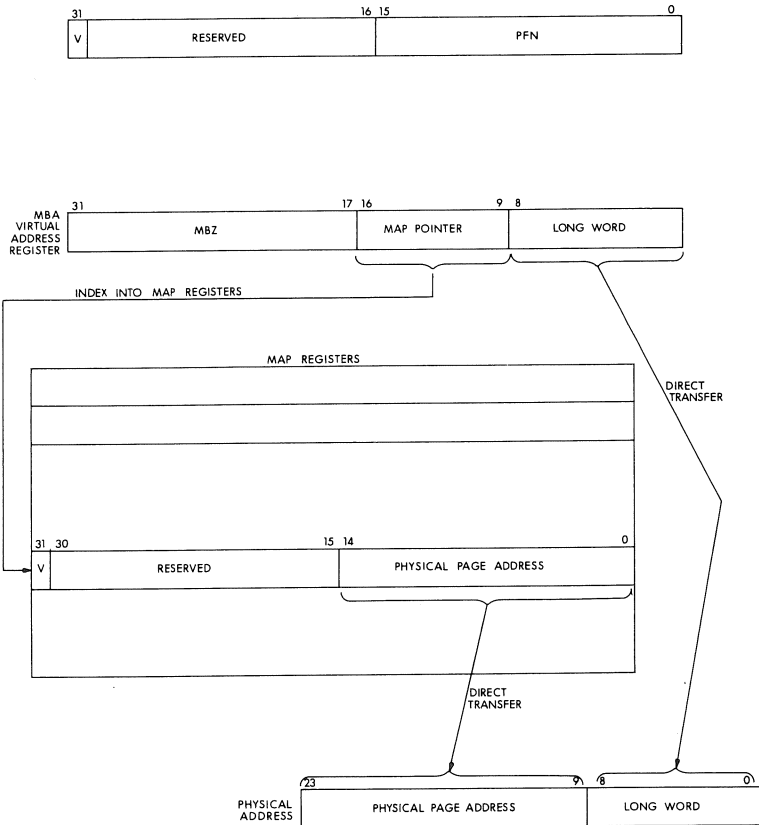 31 16 15 0
V RESERVED PFN
31 17 16 9 8
MBA
VIRTUAL
ADDRESS
REGISTER
MBZ MAP POINTER LONG WORD
INDEX INTO MAP REGISTERS
MAP REGISTERS
DIRECT
TRANSFER
31 30 15 14 0
V RESERVED PHYSICAL PAGE ADDRESS
DIRECT
TRANSFER
23 9 8 0
PHYSICAL
ADDRESS
PHYSICAL PAGE ADDRESS LONG WORD